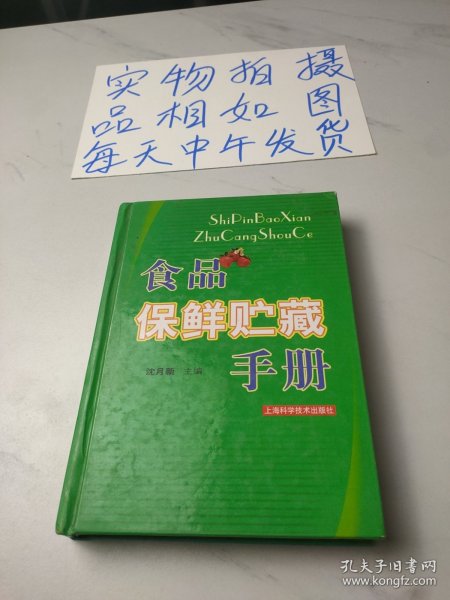 实物拍摄
品相如图
每天中午发货
ShiPinBaoXian
ZhuCangShouCe
食品
保鲜贮藏
手册
沈月新 主编
上海科学技术出版社
孔夫子旧书网
www.kongfz.com